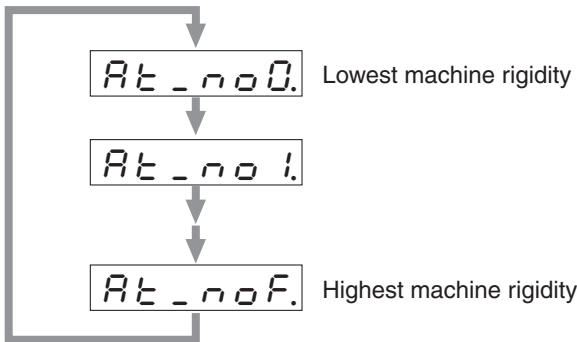 At_no0. Lowest machine rigidity
At_no1.
At_noF. Highest machine rigidity